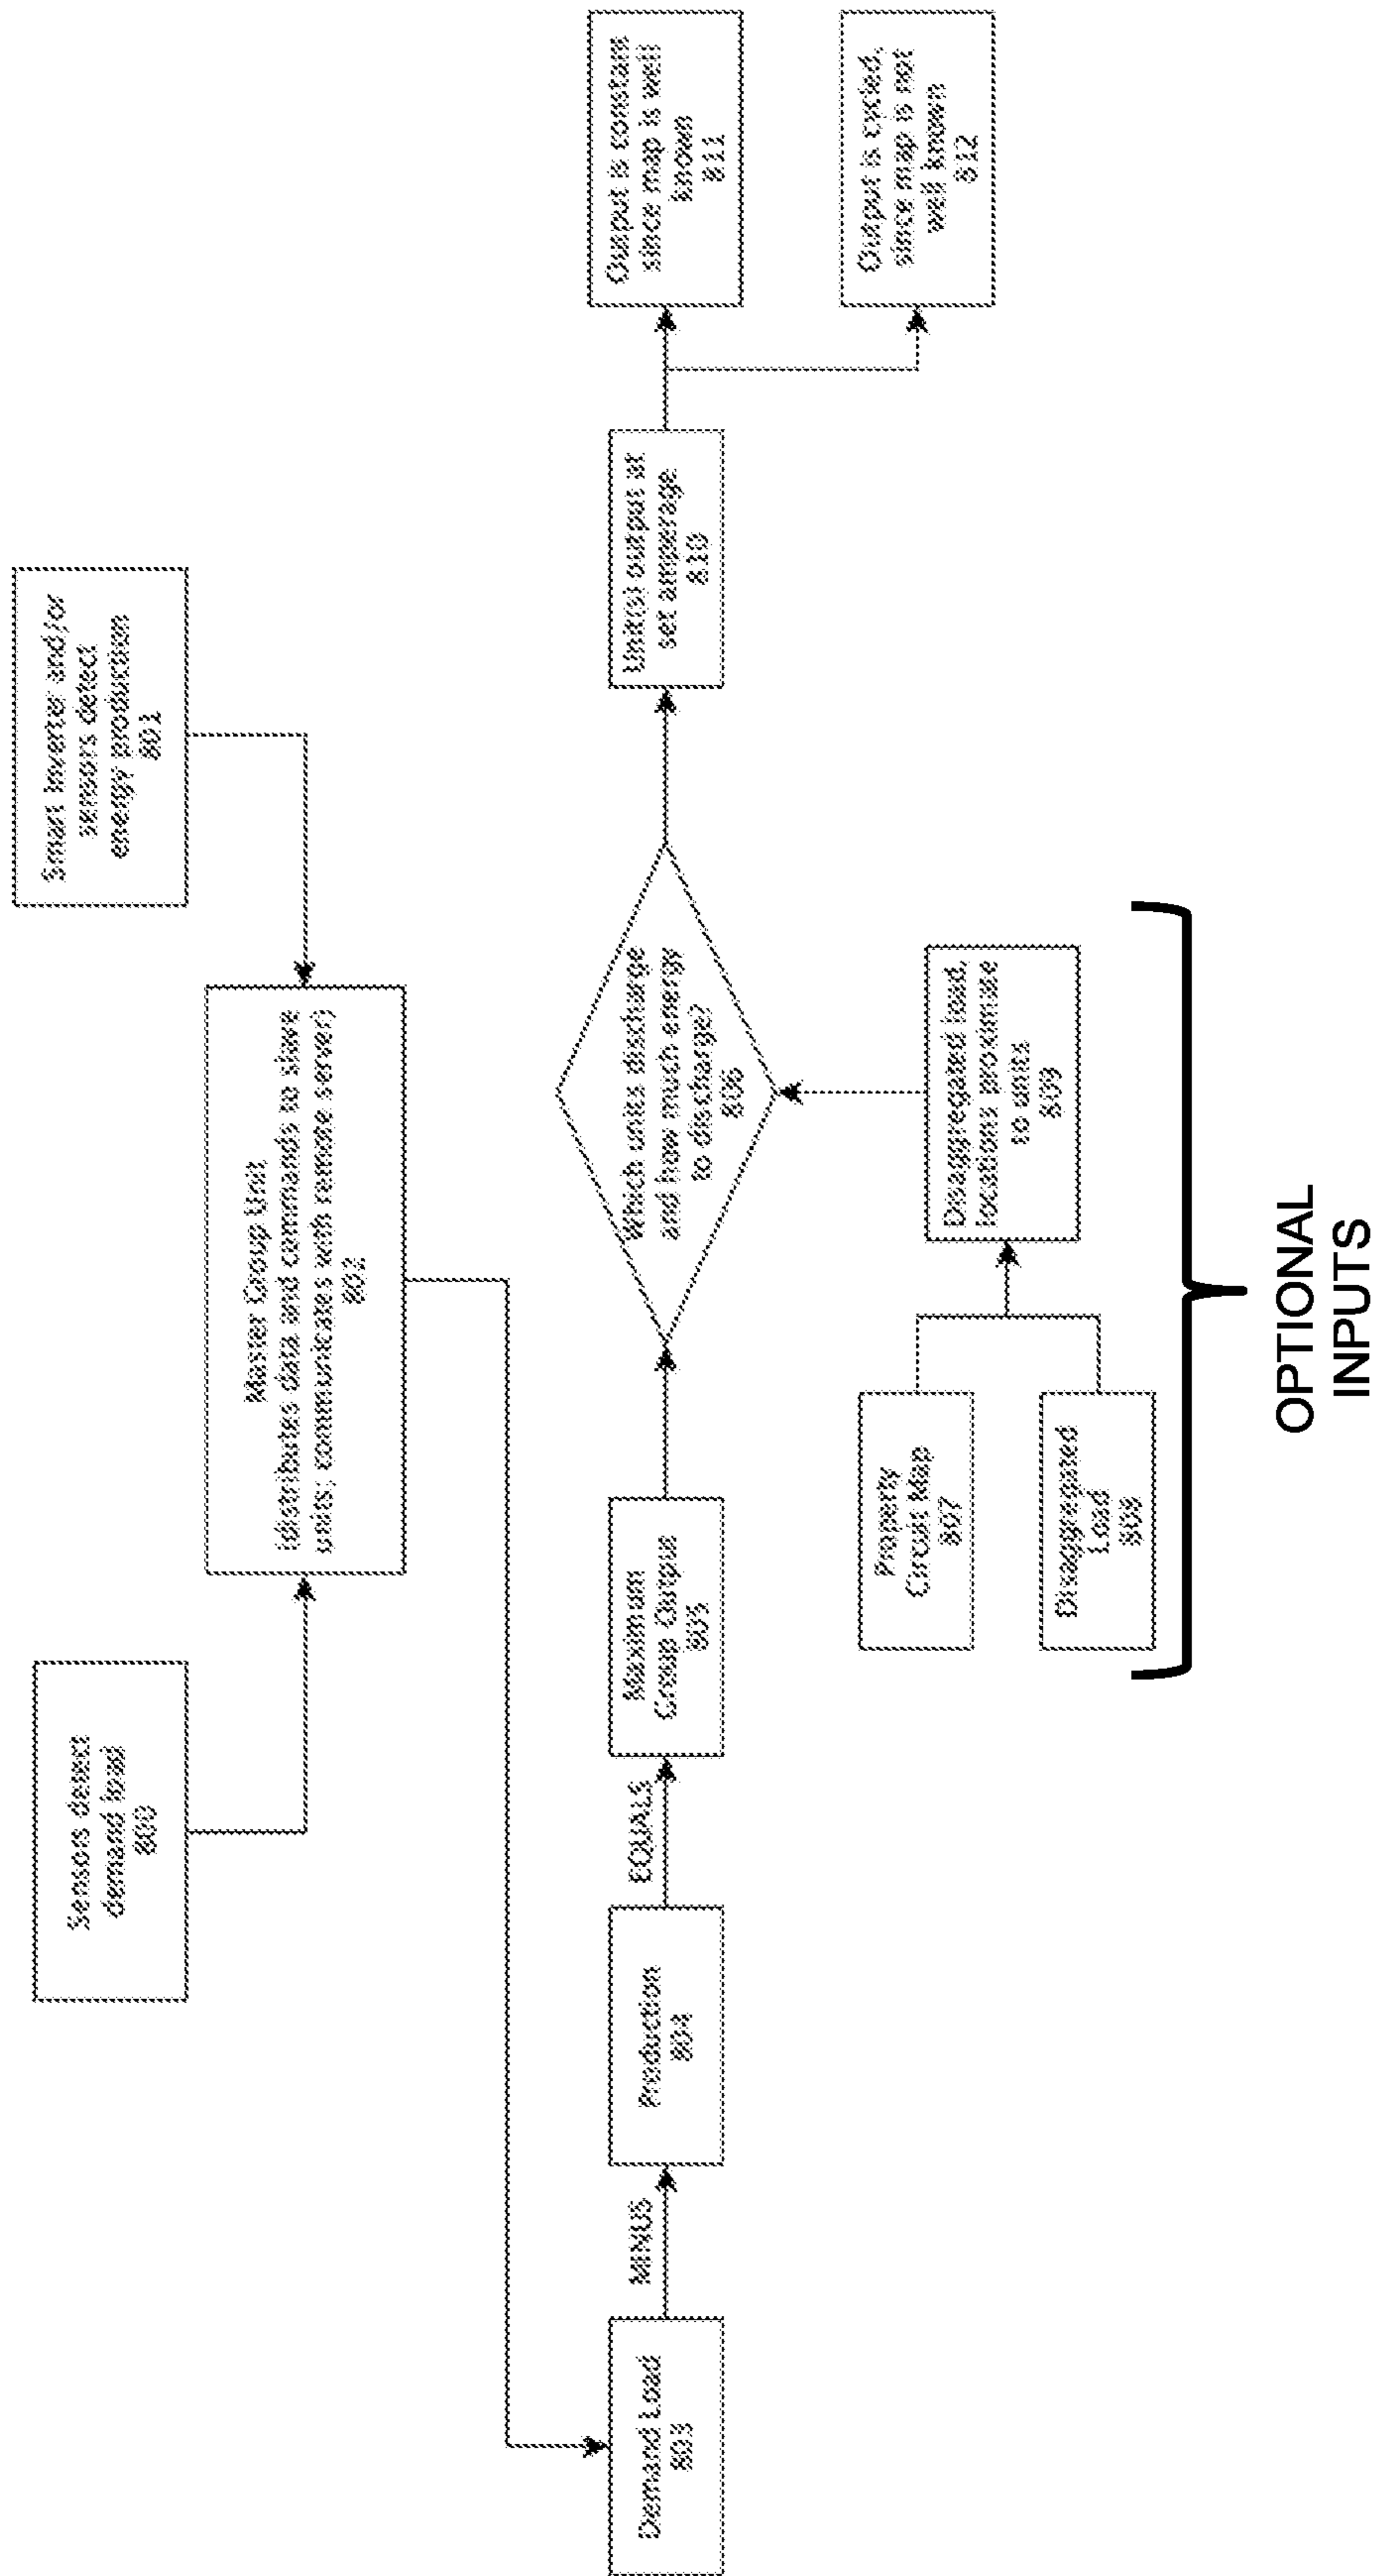 Sensors detect
demand load
800
Smart Inverter and/or
sensors detect
energy production
801
Master Group Unit
(distributes data and commands to slave
units; communicates with remote server)
802
Demand Load
803
MINUS
Production
804
EQUALS
Maximum
Group Output
805
Which units discharge
and how much energy
to discharge?
806
Property
Circuit Map
807
Disaggregated
Load
808
Disaggregated load,
locations proximate
to units
809
Unit(s) output at
set amperage
810
Output is constant
since map is well
known
811
Output is cycled,
since map is not
well known
812
OPTIONAL
INPUTS